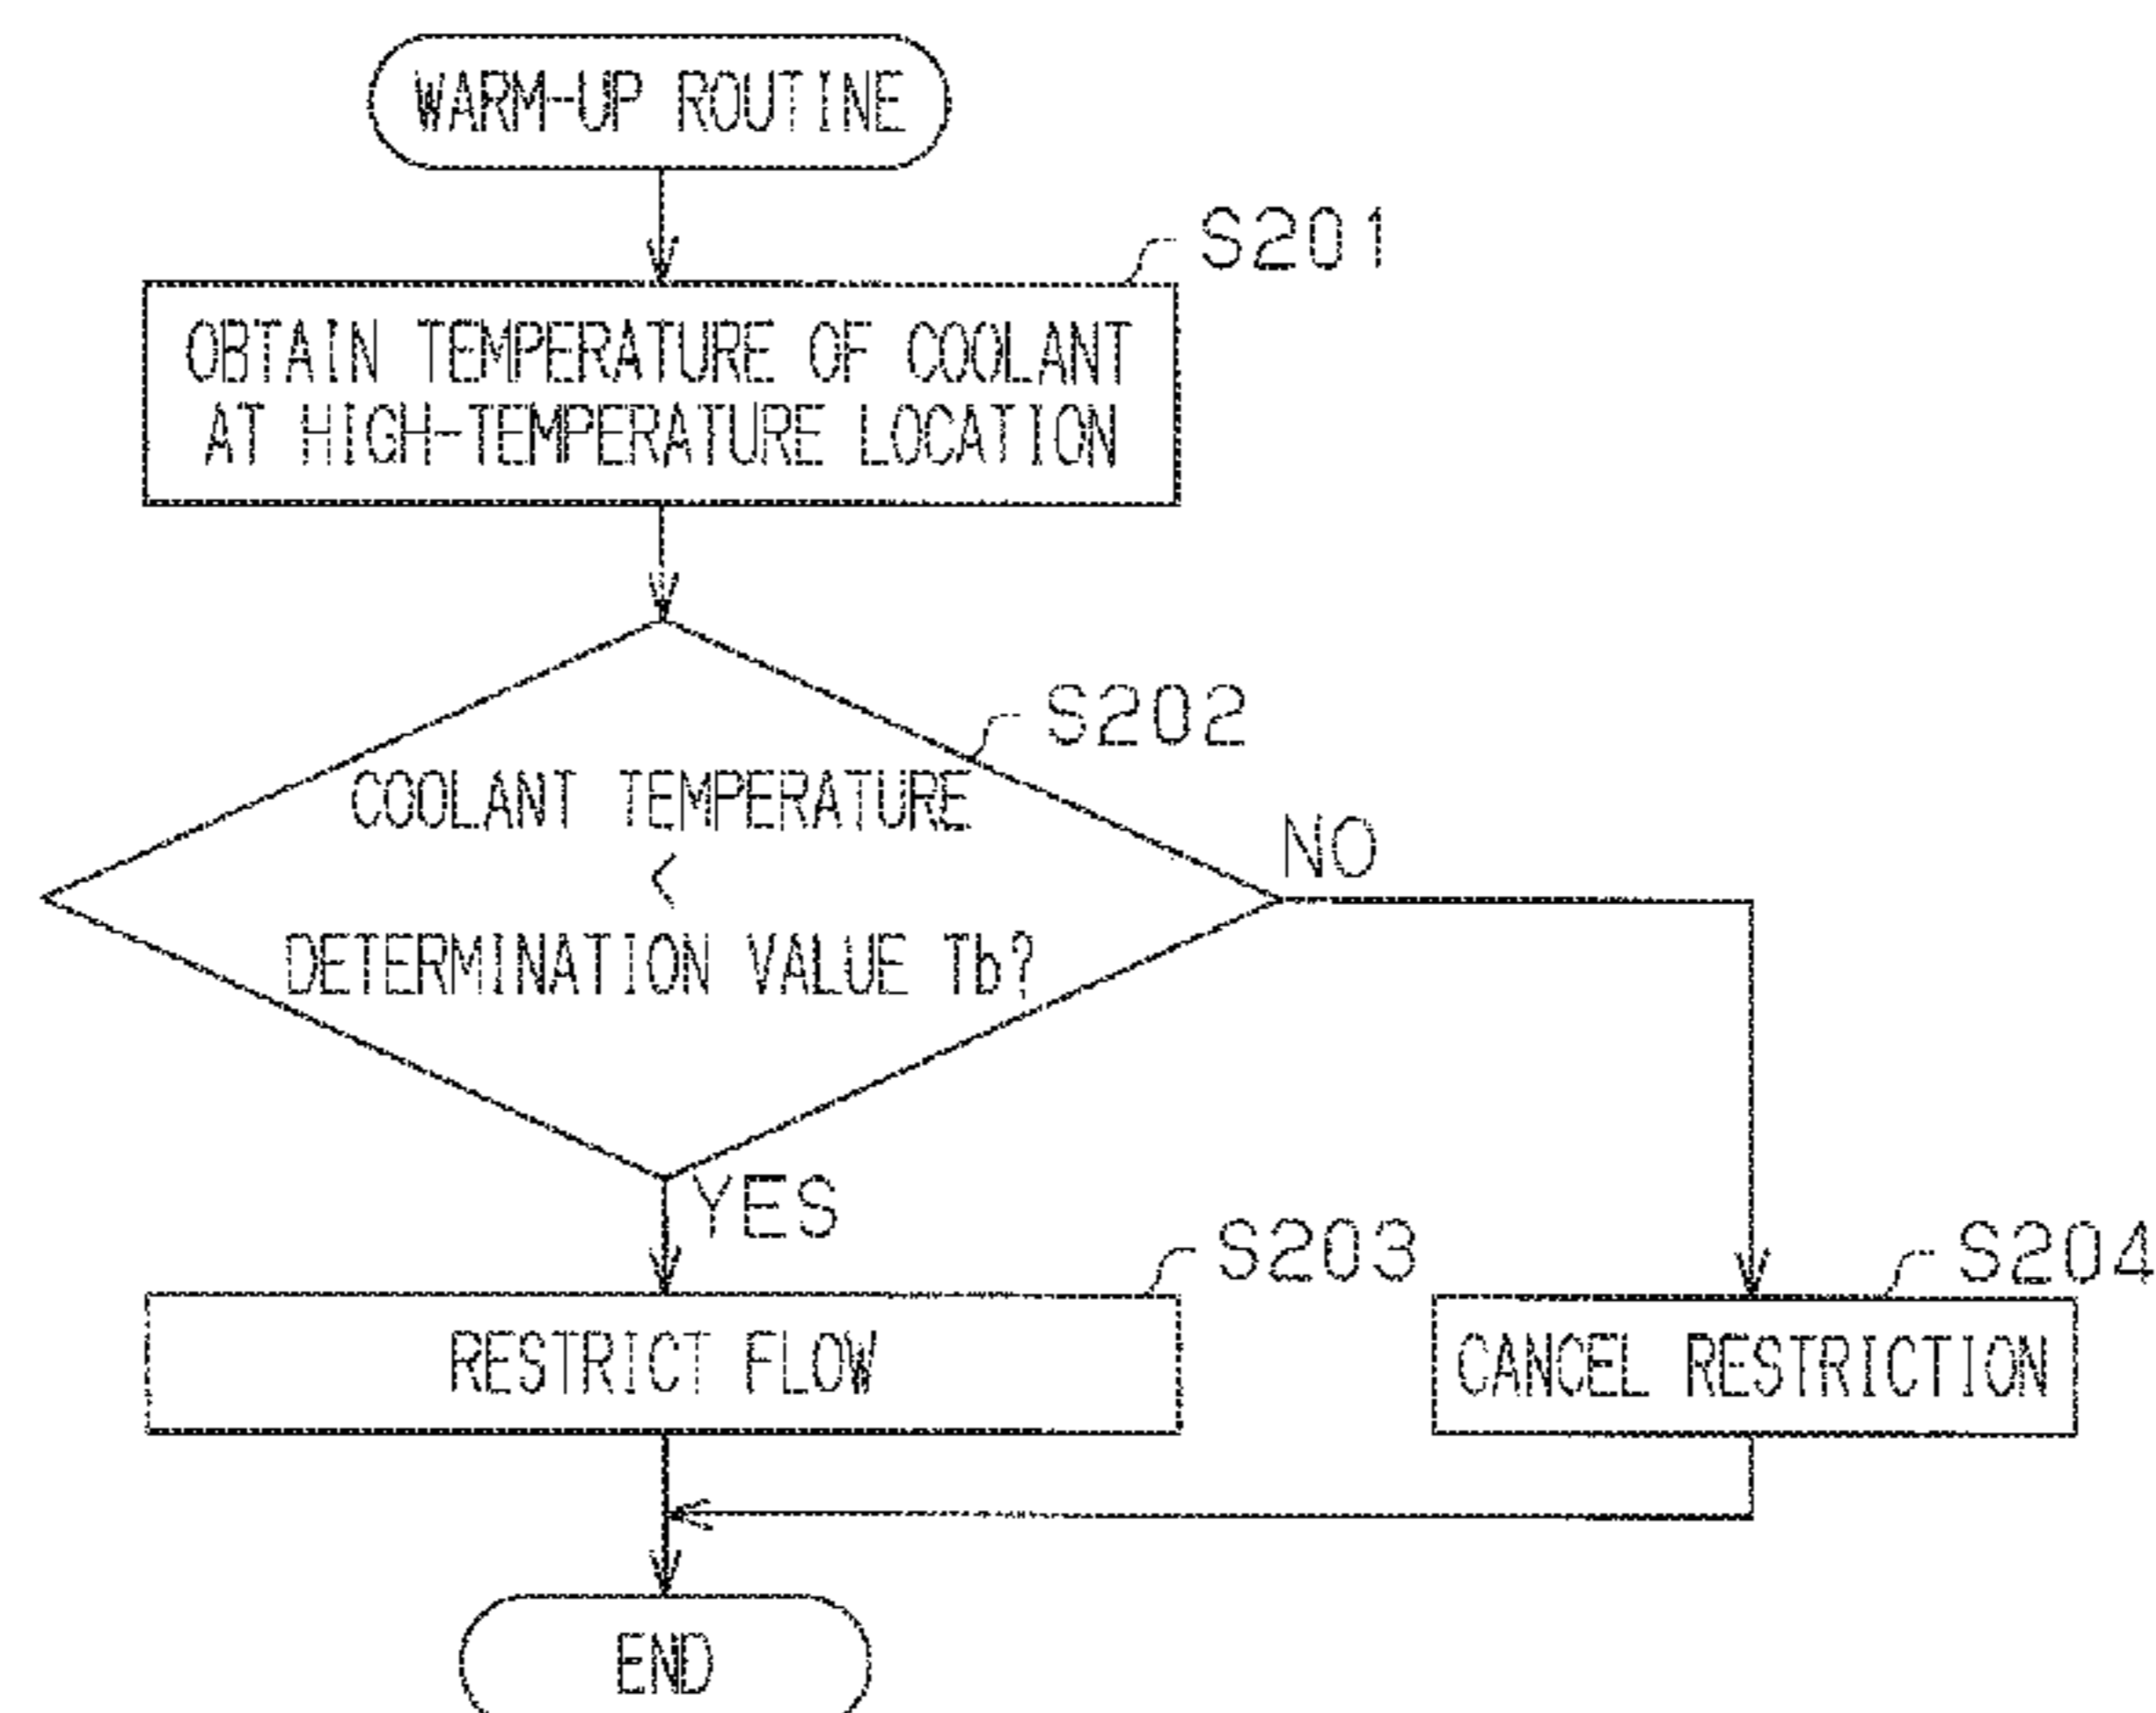 WARM-UP ROUTINE
S201
OBTAIN TEMPERATURE OF COOLANT
AT HIGH-TEMPERATURE LOCATION
S202
COOLANT TEMPERATURE
<
DETERMINATION VALUE Tb?
NO
YES
S203
S204
RESTRICT FLOW
CANCEL RESTRICTION
END